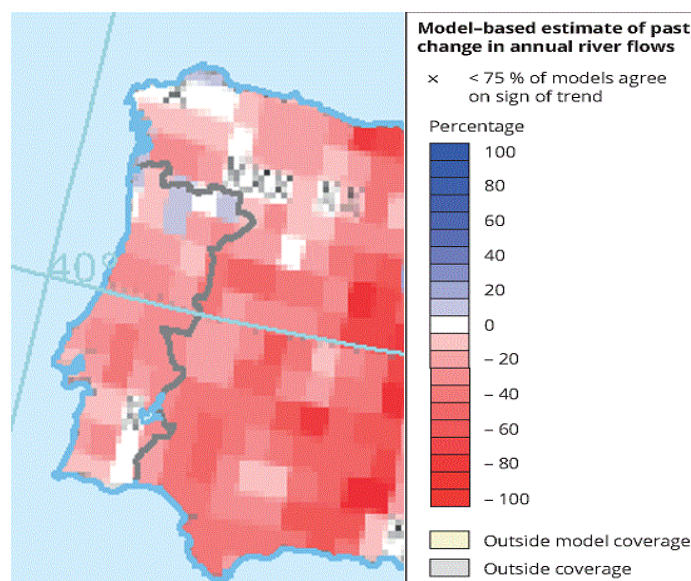 Model–based estimate of past
change in annual river flows
× < 75 % of models agree
on sign of trend
Percentage
100
80
60
40
20
0
– 20
– 40
– 60
– 80
– 100
Outside model coverage
Outside coverage
40°